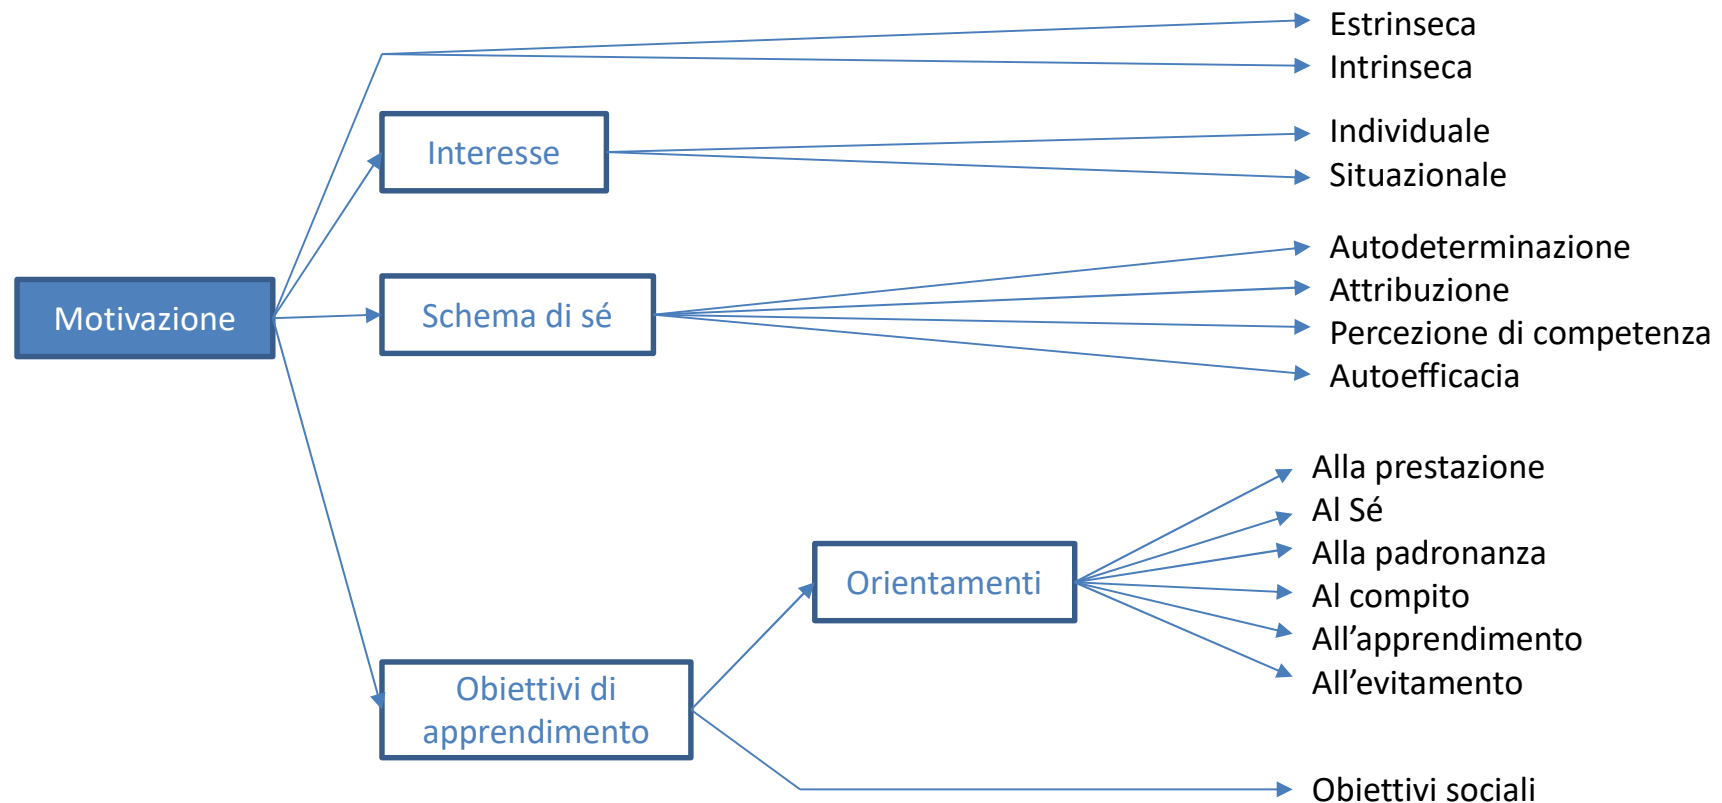 Estrinseca
Intrinseca
Interesse
Individuale
Situazionale
Motivazione
Schema di sé
Autodeterminazione
Attribuzione
Percezione di competenza
Autoefficacia
Obiettivi di
apprendimento
Orientamenti
Alla prestazione
Al Sé
Alla padronanza
Al compito
All’apprendimento
All’evitamento
Obiettivi sociali